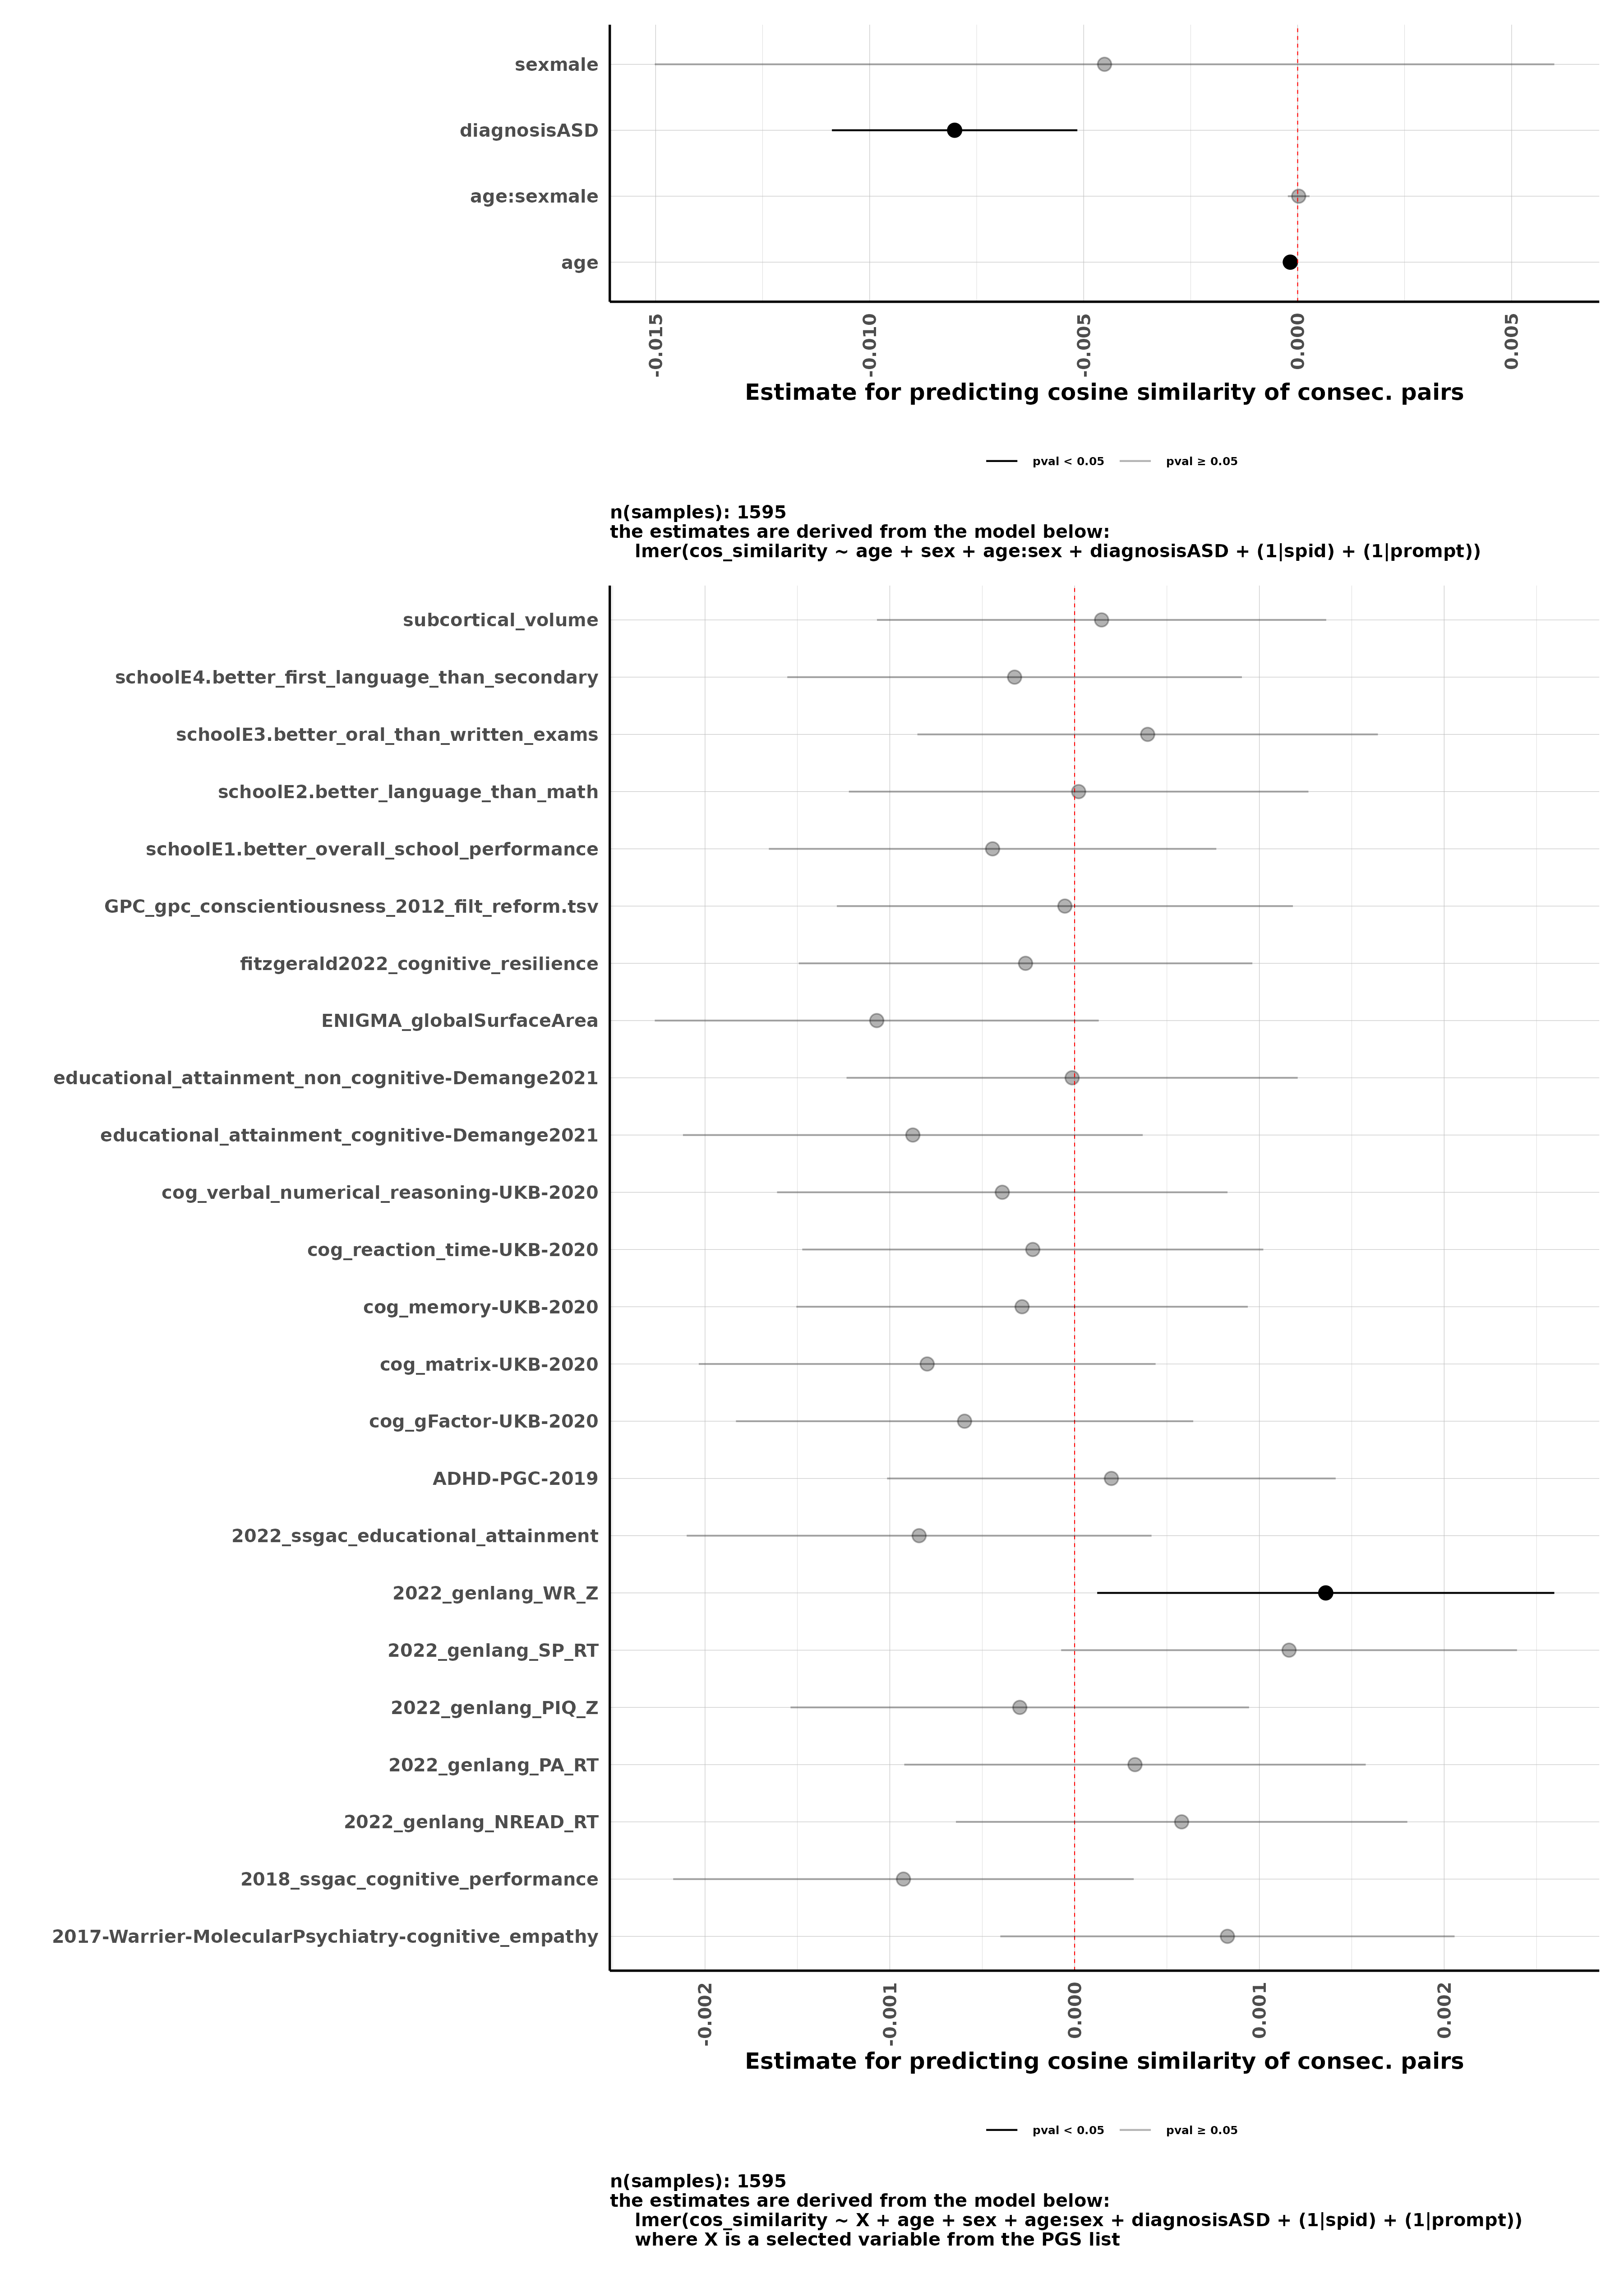 sexmale
diagnosisASD
age:sexmale
age
-0.015
-0.010
-0.005
0.000
0.005
Estimate for predicting cosine similarity of consec. pairs
pval < 0.05 pval ≥ 0.05
n(samples): 1595
the estimates are derived from the model below:
lmer(cos_similarity ~ age + sex + age:sex + diagnosisASD + (1|spid) + (1|prompt))
subcortical_volume
schoolE4.better_first_language_than_secondary
schoolE3.better_oral_than_written_exams
schoolE2.better_language_than_math
schoolE1.better_overall_school_performance
GPC_gpc_conscientiousness_2012_filt_reform.tsv
fitzgerald2022_cognitive_resilience
ENIGMA_globalSurfaceArea
educational_attainment_non_cognitive-Demange2021
educational_attainment_cognitive-Demange2021
cog_verbal_numerical_reasoning-UKB-2020
cog_reaction_time-UKB-2020
cog_memory-UKB-2020
cog_matrix-UKB-2020
cog_gFactor-UKB-2020
ADHD-PGC-2019
2022_ssgac_educational_attainment
2022_genlang_WR_Z
2022_genlang_SP_RT
2022_genlang_PIQ_Z
2022_genlang_PA_RT
2022_genlang_NREAD_RT
2018_ssgac_cognitive_performance
2017-Warrier-MolecularPsychiatry-cognitive_empathy
-0.002
-0.001
0.000
0.001
0.002
Estimate for predicting cosine similarity of consec. pairs
pval < 0.05 pval ≥ 0.05
n(samples): 1595
the estimates are derived from the model below:
lmer(cos_similarity ~ X + age + sex + age:sex + diagnosisASD + (1|spid) + (1|prompt))
where X is a selected variable from the PGS list